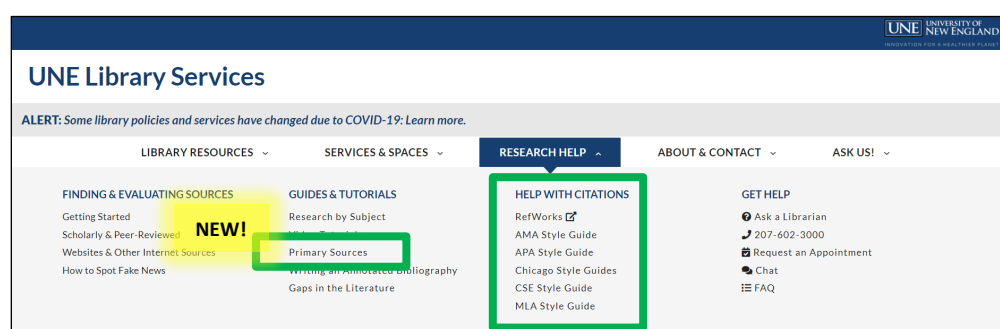 UNE UNIVERSITY OF
NEW ENGLAND
INNOVATION FOR A HEALTHIER PLANET
UNE Library Services
ALERT: Some library policies and services have changed due to COVID-19: Learn more.
LIBRARY RESOURCES SERVICES & SPACES RESEARCH HELP ABOUT & CONTACT ASK US!
FINDING & EVALUATING SOURCES
Getting Started
Scholarly & Peer-Reviewed
Websites & Other Internet Sources
How to Spot Fake News
NEW!
GUIDES & TUTORIALS
Research by Subject
Primary Sources
Writing an Annotated Bibliography
Gaps in the Literature
HELP WITH CITATIONS
RefWorks
AMA Style Guide
APA Style Guide
Chicago Style Guides
CSE Style Guide
MLA Style Guide
GET HELP
Ask a Librarian
207-602-3000
Request an Appointment
Chat
FAQ